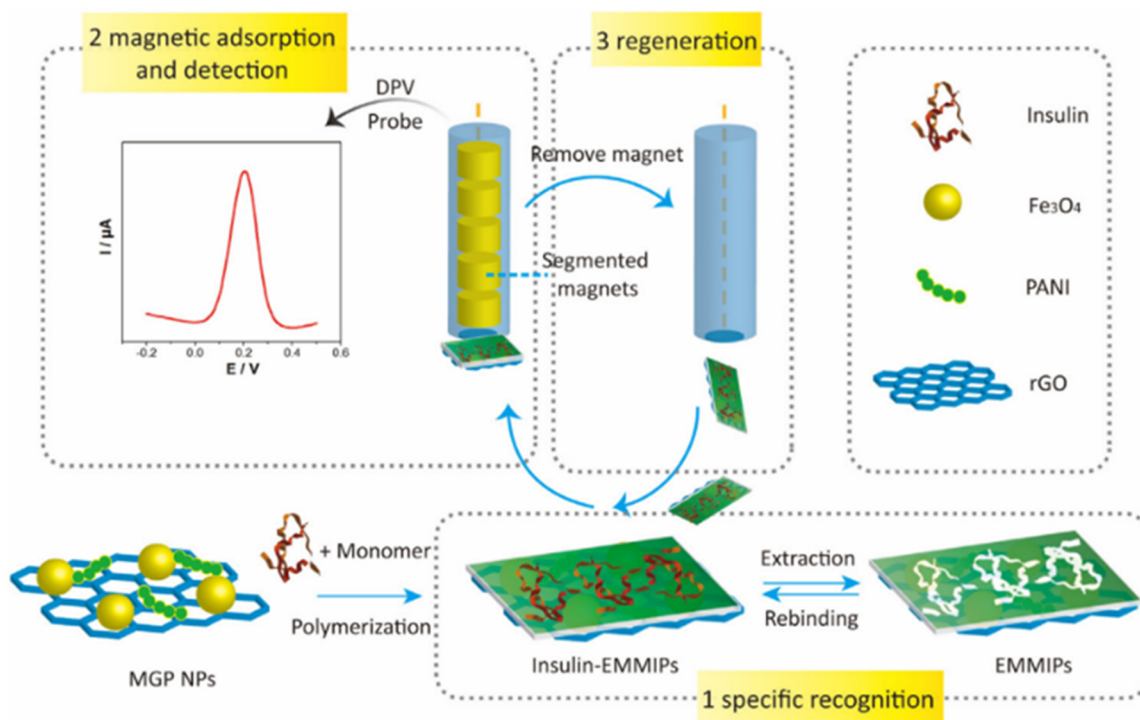 2 magnetic adsorption
and detection
3 regeneration
DPV
Probe
I / μA
-0.2
0.0
0.2
0.4
0.6
E / V
Remove magnet
Segmented
magnets
Insulin
Fe₃O₄
PANI
rGO
+ Monomer
Polymerization
MGP NPs
Insulin-EMMIPs
Extraction
Rebinding
EMMIPs
1 specific recognition